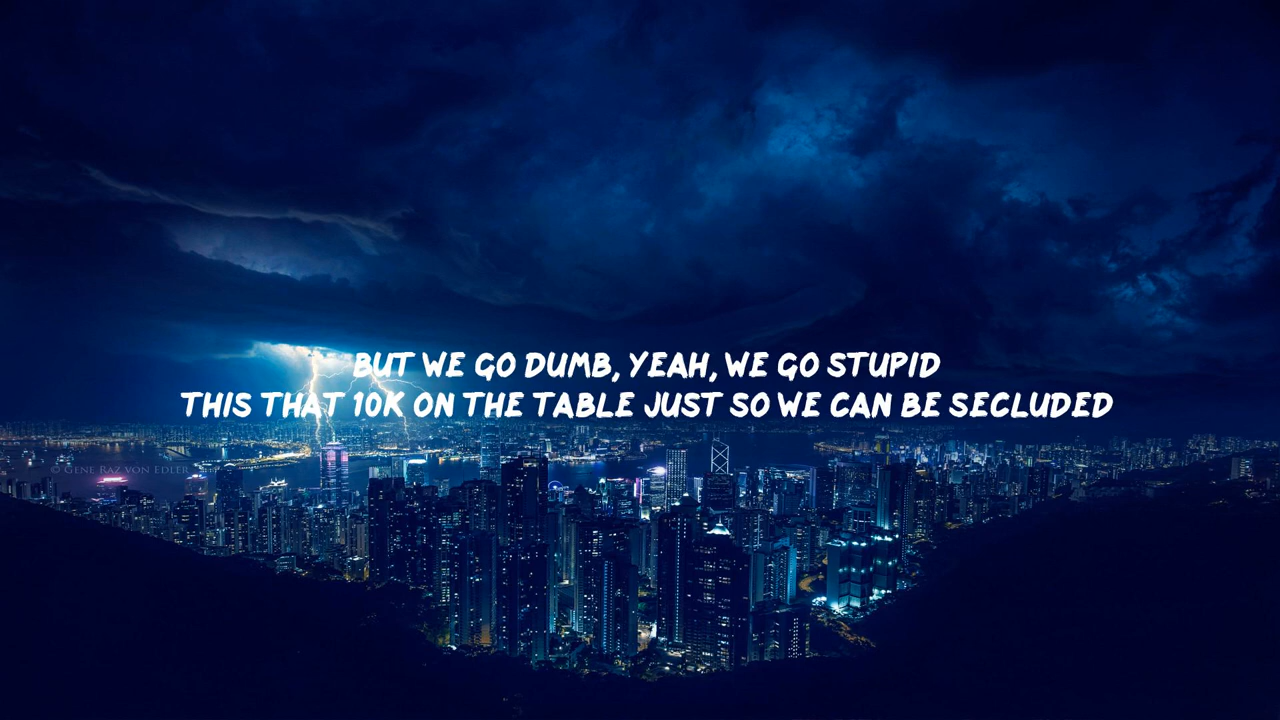 BUT WE GO DUMB, YEAH, WE GO STUPID
THIS THAT 10K ON THE TABLE JUST SO WE CAN BE SECLUDED
© GENE RAZ VON EDLER